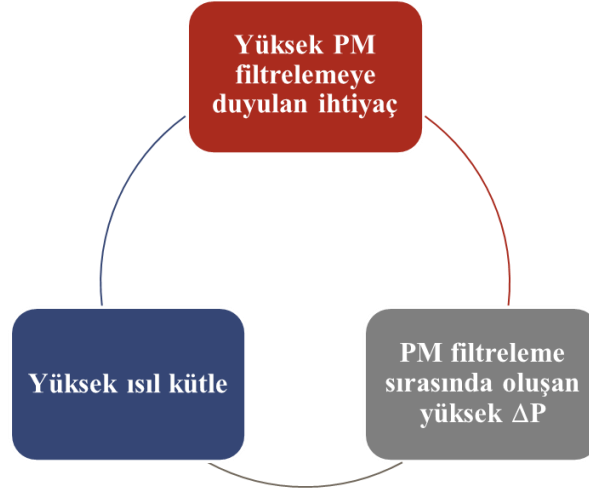 Yüksek PM
filtrelemeye
duyulan ihtiyaç
Yüksek ısıl kütle
PM filtreleme
sırasında oluşan
yüksek ΔP